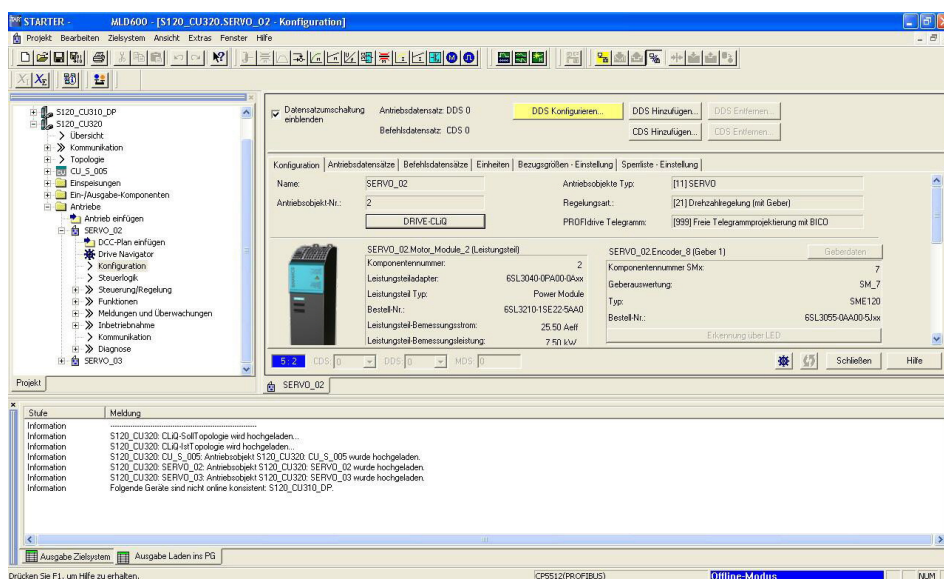 STARTER - MLD600 - [S120_CU320.SERVO_02 - Konfiguration]
Projekt Bearbeiten Zielsystem Ansicht Extras Fenster Hilfe
S120_CU310_DP
S120_CU320
Übersicht
Kommunikation
Topologie
CU_S_005
Einspeisungen
Ein-/Ausgabe-Komponenten
Antriebe
Antrieb einfügen
SERVO_02
DCC-Plan einfügen
Drive Navigator
Konfiguration
Steuerlogik
Steuerung/Regelung
Funktionen
Meldungen und Überwachungen
Inbetriebnahme
Kommunikation
Diagnose
SERVO_03
Projekt
Datensatzumschaltung einblenden
Antriebsdatensatz: DDS 0
DDS Konfigurieren...
DDS Hinzufügen...
DDS Entfernen...
Befehlsdatensatz: CDS 0
CDS Hinzufügen...
CDS Entfernen...
Konfiguration Antriebsdatensätze Befehlsdatensätze Einheiten Bezugsgrößen - Einstellung Sperrliste - Einstellung
Name: SERVO_02
Antriebsobjekte Typ: [11] SERVO
Antriebsobjekt-Nr.: 2
Regelungsart.: [21] Drehzahlregelung (mit Geber)
DRIVE-CLiQ
PROFIdrive Telegramm: [999] Freie Telegrammprojektierung mit BICO
SERVO_02.Motor_Module_2 (Leistungsteil)
Komponentennummer: 2
Leistungsteiladapter: 6SL3040-0PA00-0Axx
Leistungsteil Typ: Power Module
Bestell-Nr.: 6SL3210-1SE22-5AA0
Leistungsteil-Bemessungsstrom: 25.50 Aeff
Leistungsteil-Bemessungsleistung: 7.50 kW
SERVO_02.Encoder_8 (Geber 1)
Geberdaten
Komponentennummer SMx: 7
Geberauswertung: SM_7
Typ: SME120
Bestell-Nr.: 6SL3055-0AA00-5Jxx
Erkennung über LED
5:2 CDS: 0 DDS: 0 MDS: 0
Schließen
Hilfe
SERVO_02
Stufe Meldung
Information ------------------------------------------------
Information S120_CU320: CLiQ-SollTopologie wird hochgeladen...
Information S120_CU320: CLiQ-IstTopologie wird hochgeladen...
Information S120_CU320: CU_S_005: Antriebsobjekt S120_CU320: CU_S_005 wurde hochgeladen.
Information S120_CU320: SERVO_02: Antriebsobjekt S120_CU320: SERVO_02 wurde hochgeladen.
Information S120_CU320: SERVO_03: Antriebsobjekt S120_CU320: SERVO_03 wurde hochgeladen.
Information Folgende Geräte sind nicht online konsistent: S120_CU310_DP.
Ausgabe Zielsystem Ausgabe Laden ins PG
Drücken Sie F1, um Hilfe zu erhalten.
CP5512(PROFIBUS)
Offline-Modus
NUM